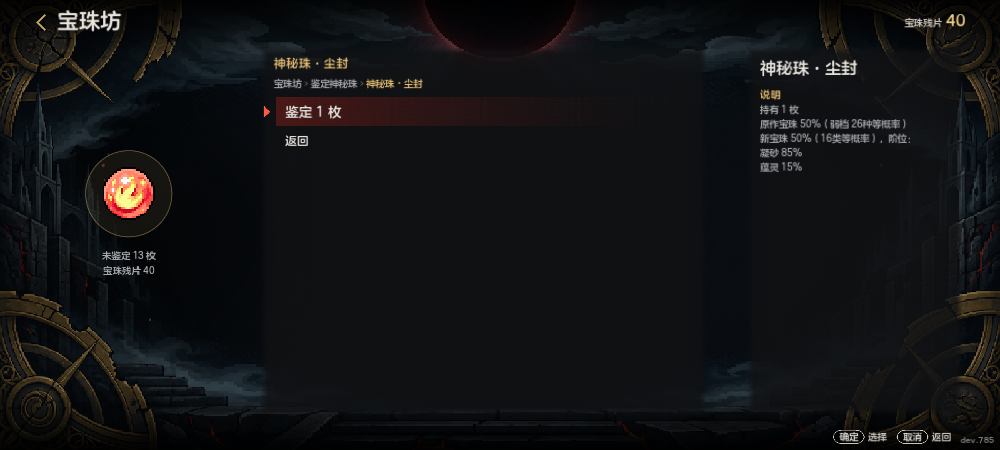 宝珠坊
宝珠残片 40
神秘珠·尘封
宝珠坊 › 鉴定神秘珠 › 神秘珠·尘封
鉴定 1 枚
返回
未鉴定 13 枚
宝珠残片 40
神秘珠·尘封
说明
持有 1 枚
原作宝珠 50%（弱档 26种等概率）
新宝珠 50%（16类等概率），阶位：
凝砂 85%
蕴灵 15%
确定 选择 取消 返回 dev.785